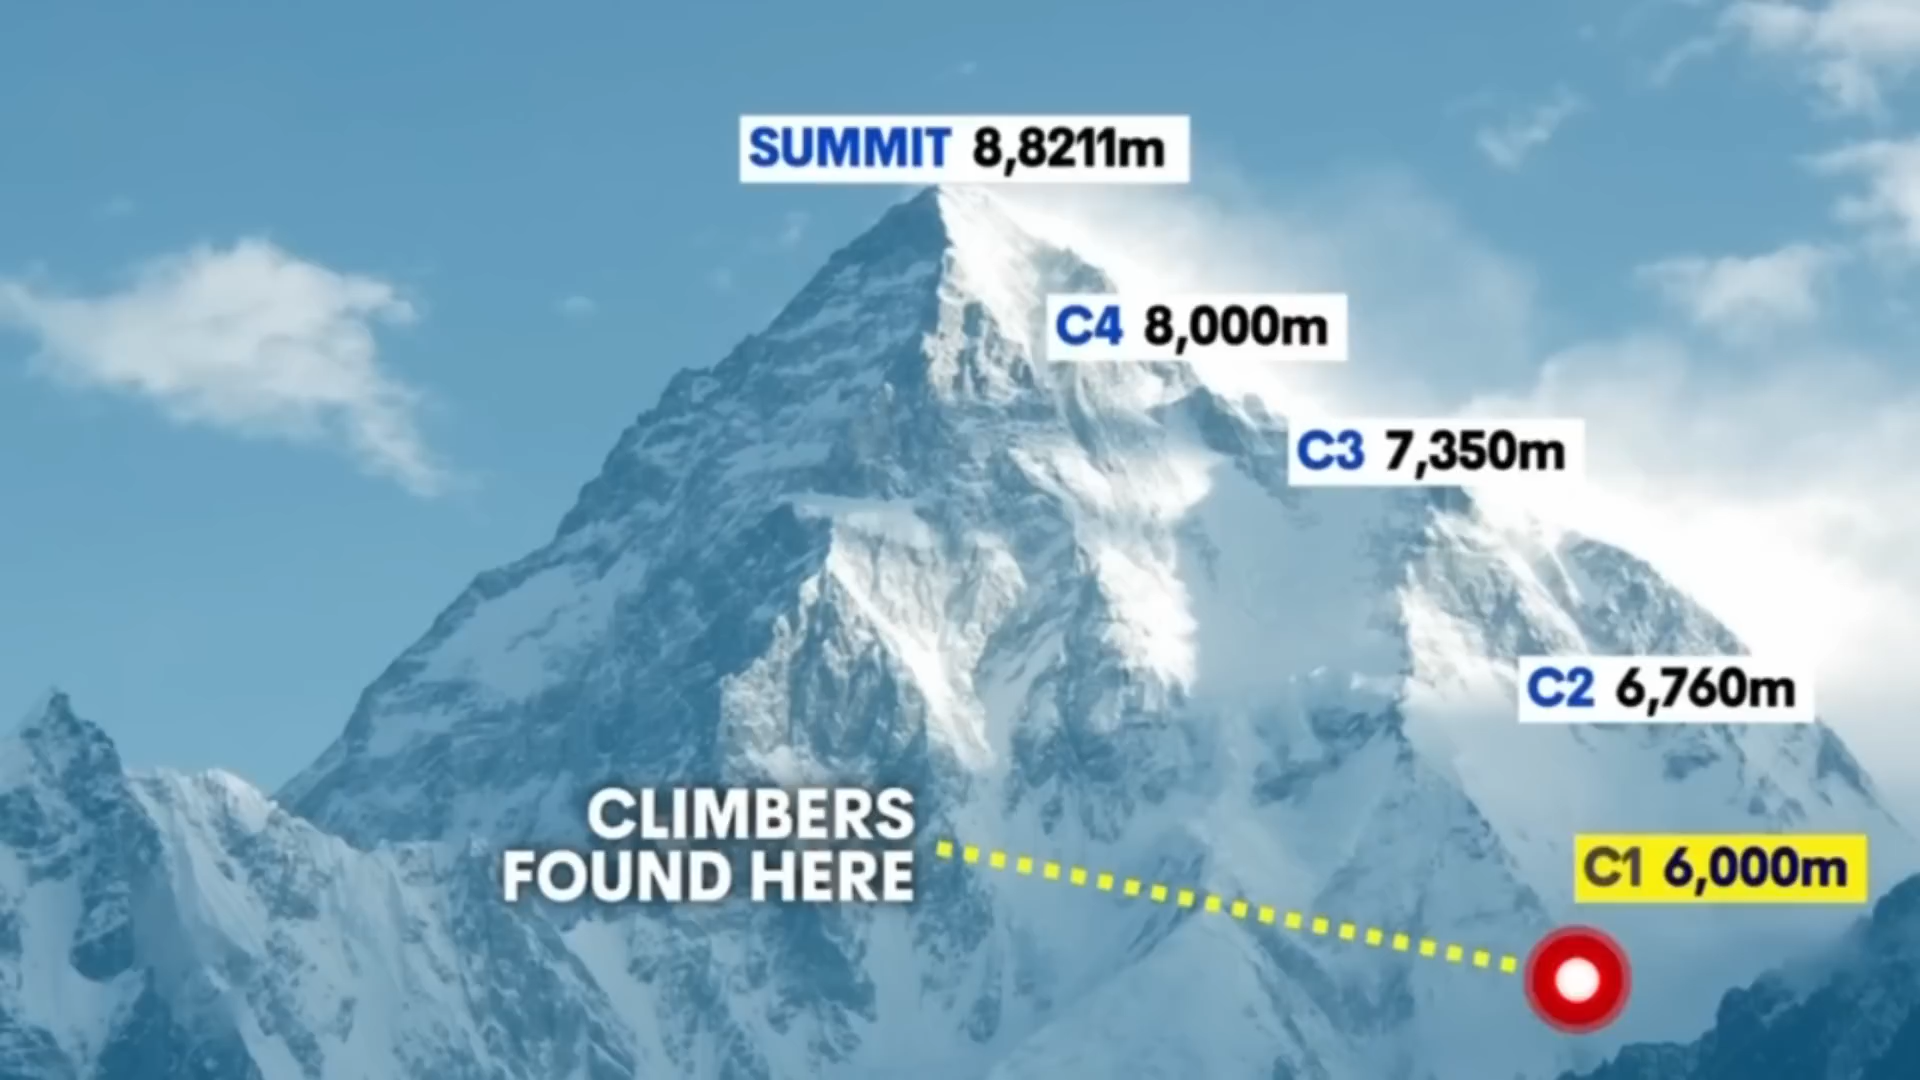 SUMMIT 8,8211m
C4 8,000m
C3 7,350m
C2 6,760m
CLIMBERS
FOUND HERE
C1 6,000m